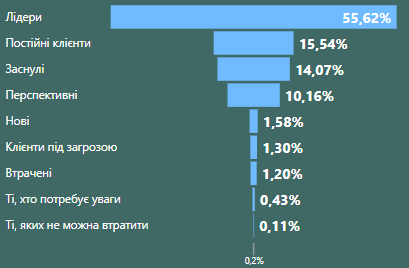 Лідери 55,62%
Постійні клієнти 15,54%
Заснулі 14,07%
Перспективні 10,16%
Нові 1,58%
Клієнти під загрозою 1,30%
Втрачені 1,20%
Ті, хто потребує уваги 0,43%
Ті, яких не можна втратити 0,11%
0,2%